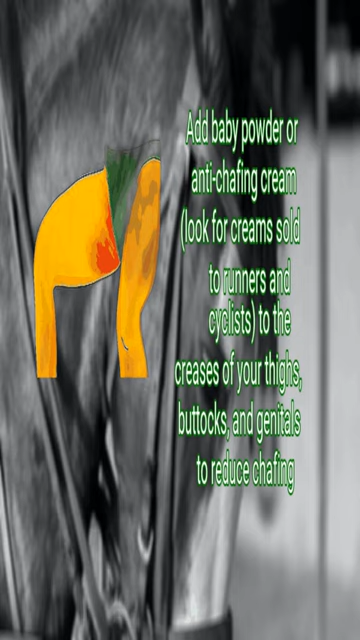 Add baby powder or
anti-chafing cream
(look for creams sold
to runners and
cyclists) to the
creases of your thighs,
buttocks, and genitals
to reduce chafing